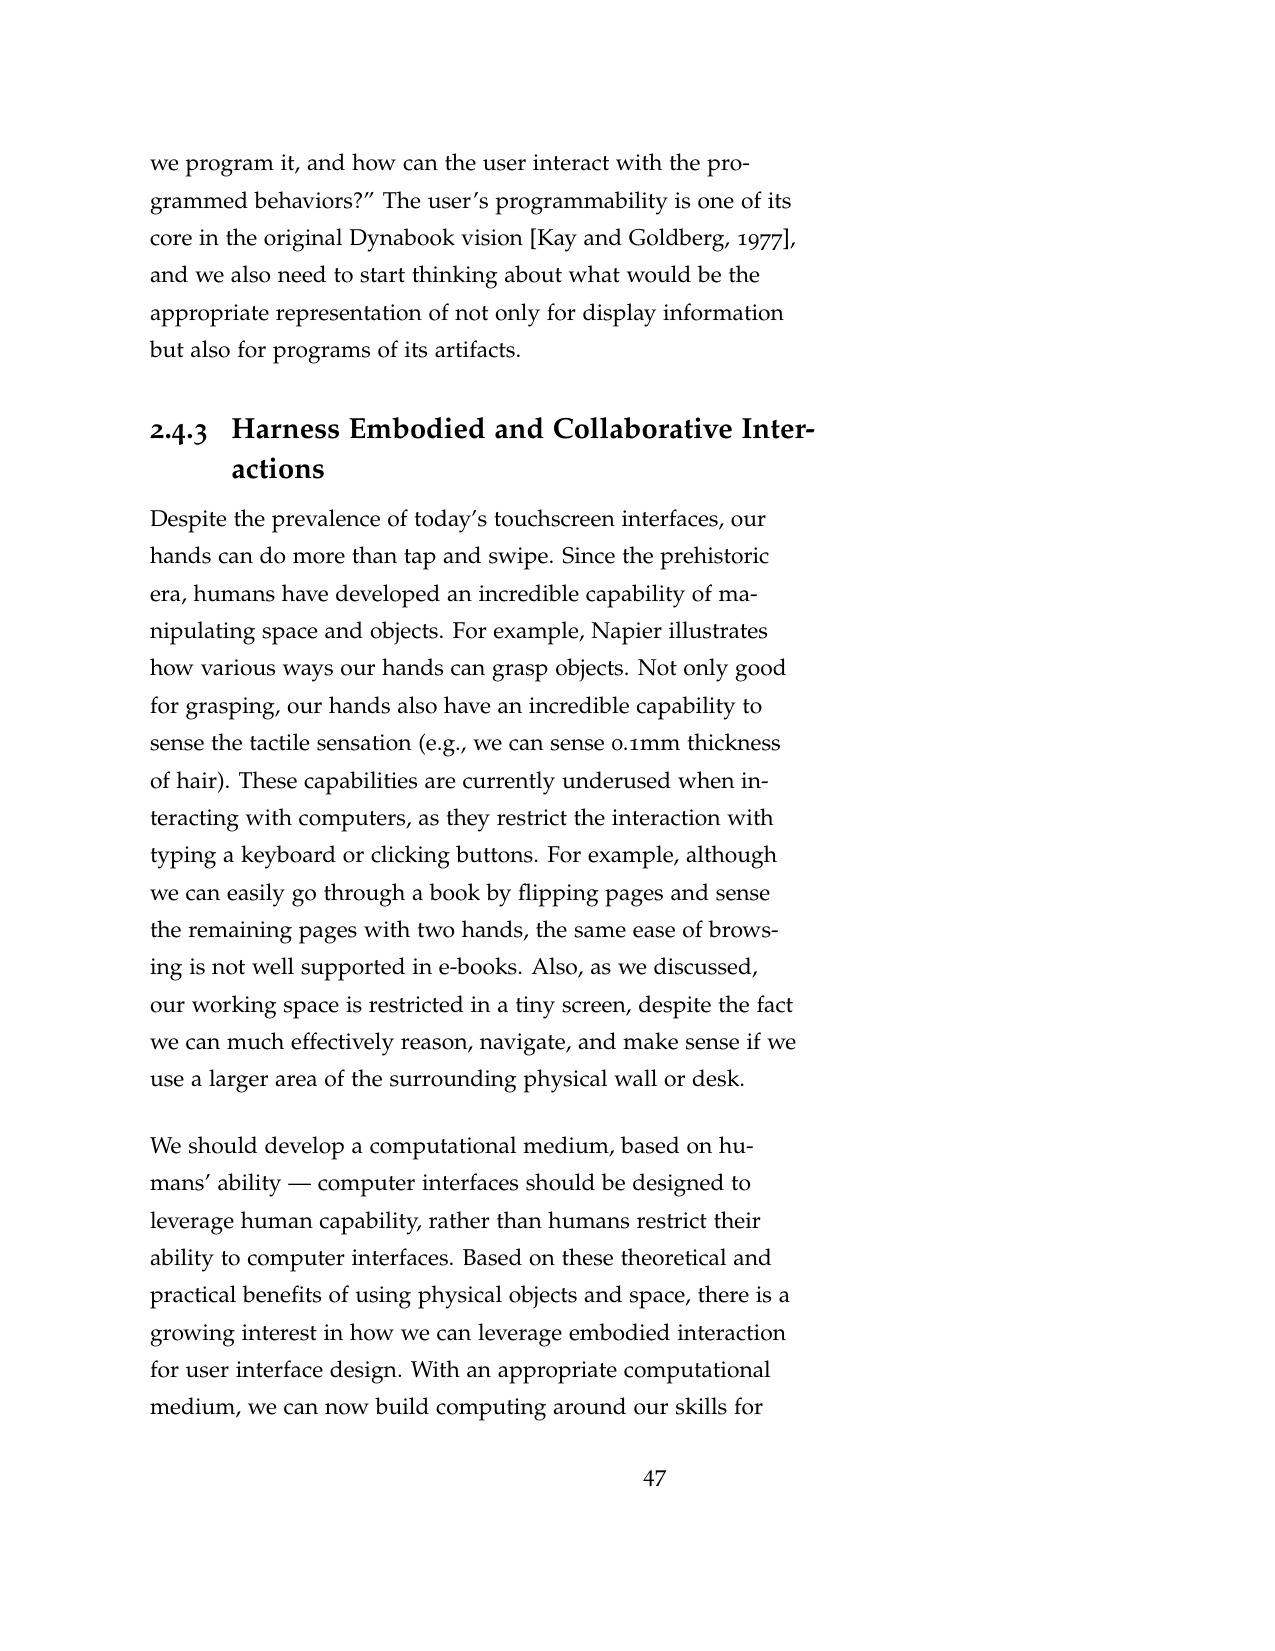 we program it, and how can the user interact with the pro-
grammed behaviors?” The user’s programmability is one of its
core in the original Dynabook vision [Kay and Goldberg, 1977],
and we also need to start thinking about what would be the
appropriate representation of not only for display information
but also for programs of its artifacts.
2.4.3 Harness Embodied and Collaborative Inter-
actions
Despite the prevalence of today’s touchscreen interfaces, our
hands can do more than tap and swipe. Since the prehistoric
era, humans have developed an incredible capability of ma-
nipulating space and objects. For example, Napier illustrates
how various ways our hands can grasp objects. Not only good
for grasping, our hands also have an incredible capability to
sense the tactile sensation (e.g., we can sense 0.1mm thickness
of hair). These capabilities are currently underused when in-
teracting with computers, as they restrict the interaction with
typing a keyboard or clicking buttons. For example, although
we can easily go through a book by flipping pages and sense
the remaining pages with two hands, the same ease of brows-
ing is not well supported in e-books. Also, as we discussed,
our working space is restricted in a tiny screen, despite the fact
we can much effectively reason, navigate, and make sense if we
use a larger area of the surrounding physical wall or desk.
We should develop a computational medium, based on hu-
mans’ ability — computer interfaces should be designed to
leverage human capability, rather than humans restrict their
ability to computer interfaces. Based on these theoretical and
practical benefits of using physical objects and space, there is a
growing interest in how we can leverage embodied interaction
for user interface design. With an appropriate computational
medium, we can now build computing around our skills for
47